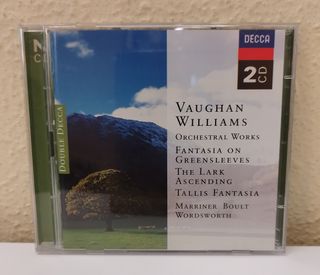 DECCA
2CD
VAUGHAN
WILLIAMS
ORCHESTRAL WORKS
FANTASIA ON
GREENSLEEVES
THE LARK
ASCENDING
TALLIS FANTASIA
MARRINER BOULT
WORDSWORTH
DOUBLE DECCA